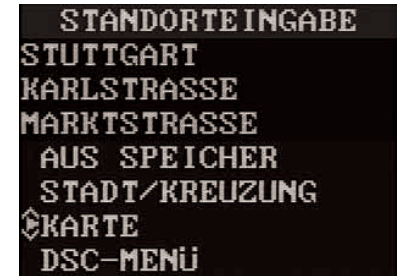 STANDORTEINGABE
STUTTGART
KARLSTRASSE
MARKTSTRASSE
AUS SPEICHER
STADT/KREUZUNG
KARTE
DSC-MENÜ